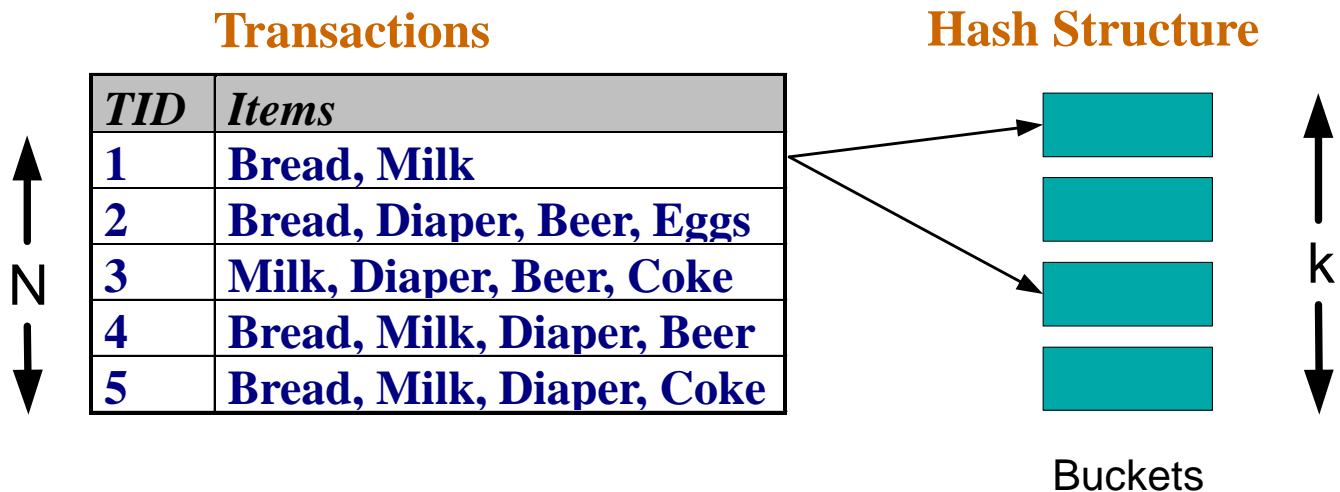 Transactions
Hash Structure
TID Items
1 Bread, Milk
2 Bread, Diaper, Beer, Eggs
3 Milk, Diaper, Beer, Coke
4 Bread, Milk, Diaper, Beer
5 Bread, Milk, Diaper, Coke
N
k
Buckets